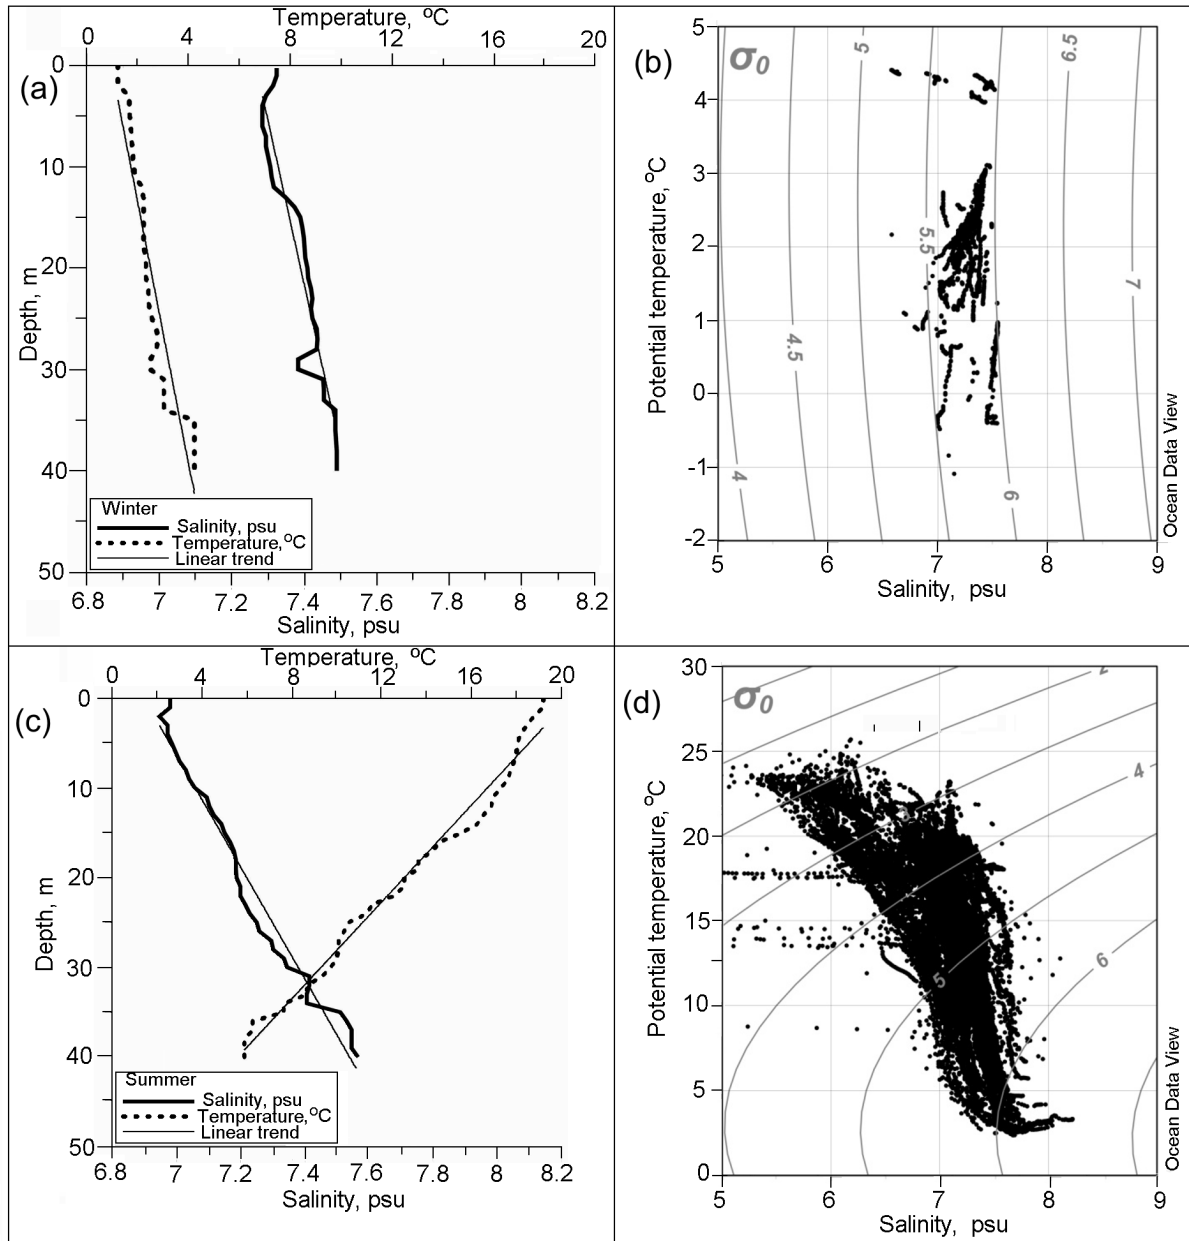 Temperature, °C
0 4 8 12 16 20
(a)
0
10
20
30
40
50
Depth, m
Winter
Salinity, psu
Temperature,°C
Linear trend
6.8 7 7.2 7.4 7.6 7.8 8 8.2
Salinity, psu
(b)
σ0
5
4
3
2
1
0
-1
-2
Potential temperature, °C
5
5.9
5.5
4.5
7
4
6
5 6 7 8 9
Salinity, psu
Ocean Data View
Temperature, °C
0 4 8 12 16 20
(c)
0
10
20
30
40
50
Depth, m
Summer
Salinity, psu
Temperature,°C
Linear trend
6.8 7 7.2 7.4 7.6 7.8 8 8.2
Salinity, psu
(d)
σ0
30
25
20
15
10
5
0
Potential temperature, °C
2
3
4
5
6
5 6 7 8 9
Salinity, psu
Ocean Data View